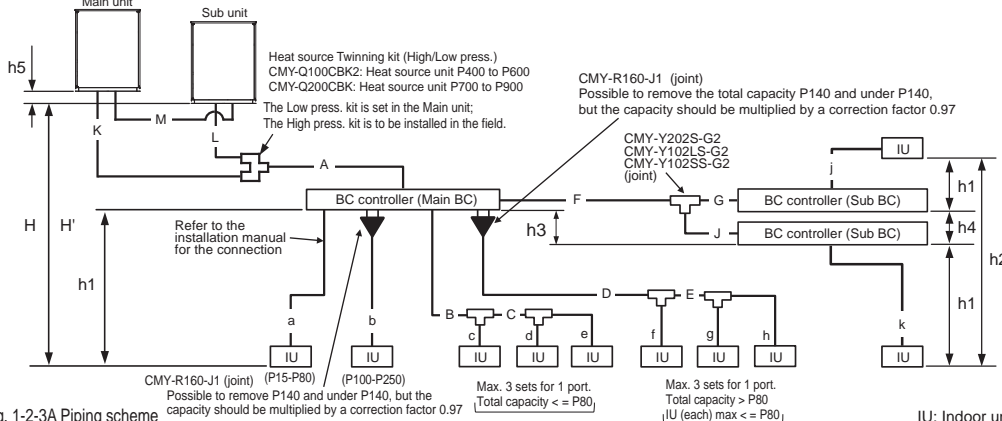 Main unit
Sub unit
h5
Heat source Twinning kit (High/Low press.)
CMY-Q100CBK2: Heat source unit P400 to P600
CMY-Q200CBK: Heat source unit P700 to P900
The Low press. kit is set in the Main unit;
The High press. kit is to be installed in the field.
CMY-R160-J1 (joint)
Possible to remove the total capacity P140 and under P140,
but the capacity should be multiplied by a correction factor 0.97
CMY-Y202S-G2
CMY-Y102LS-G2
CMY-Y102SS-G2
(joint)
K
M
L
A
IU
j
h1
BC controller (Main BC)
F
G
BC controller (Sub BC)
H
H'
Refer to the
installation manual
for the connection
h3
J
BC controller (Sub BC)
h4
h2
h1
h1
D
E
B
C
a
b
c
d
e
f
g
h
k
IU
IU
IU
IU
IU
IU
IU
IU
IU
CMY-R160-J1 (joint)
(P15-P80)
(P100-P250)
Possible to remove P140 and under P140, but the
capacity should be multiplied by a correction factor 0.97
Max. 3 sets for 1 port.
Total capacity < = P80
Max. 3 sets for 1 port.
Total capacity > P80
IU (each) max < = P80
1-2-3A Piping scheme
IU: Indoor